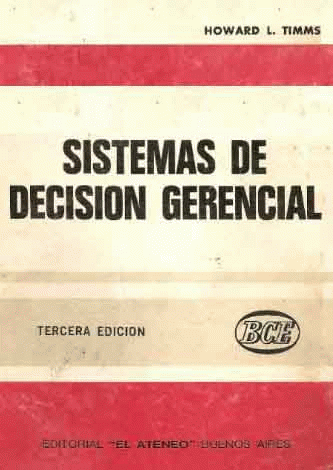 HOWARD L. TIMMS
SISTEMAS DE
DECISION GERENCIAL
TERCERA EDICION
BCE
EDITORIAL "EL ATENEO" BUENOS AIRES